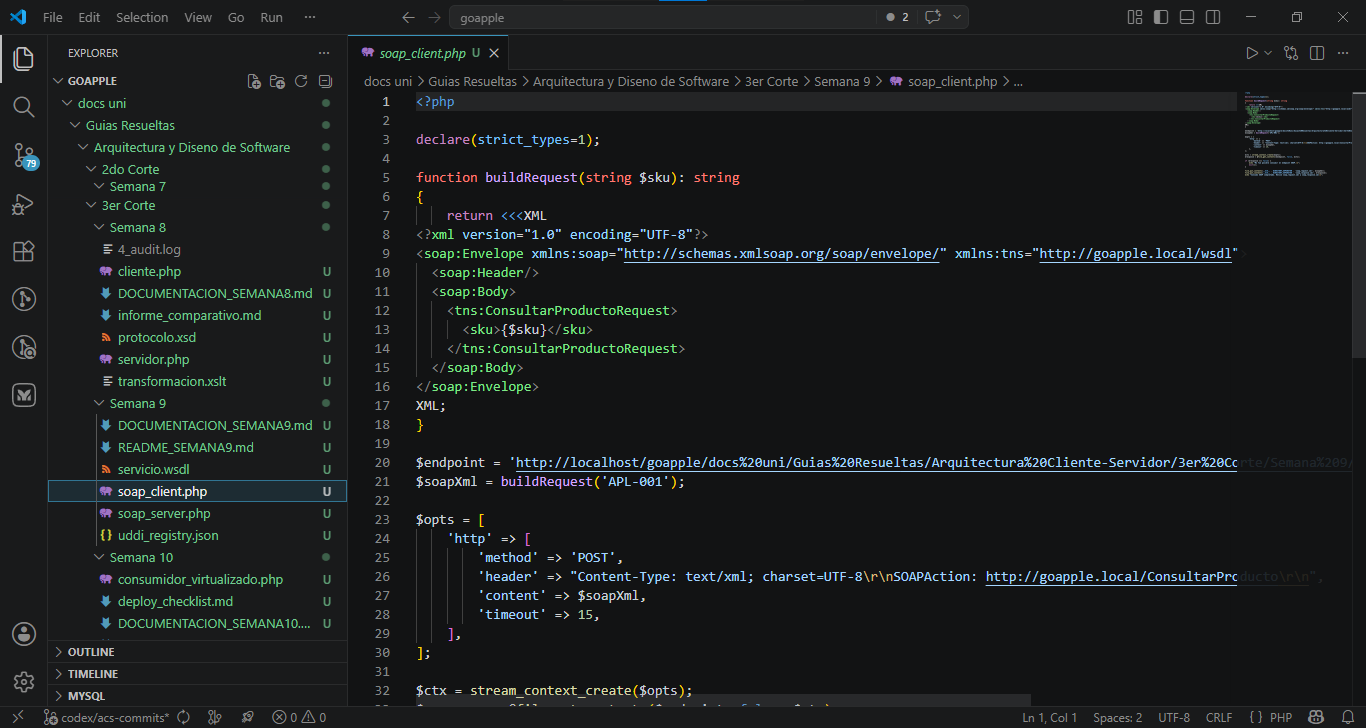 File Edit Selection View Go Run ···
goapple
2
EXPLORER
GOAPPLE
docs uni
Guias Resueltas
Arquitectura y Diseno de Software
2do Corte
Semana 7
3er Corte
Semana 8
4_audit.log
cliente.php U
DOCUMENTACION_SEMANA8.md U
informe_comparativo.md U
protocolo.xsd U
servidor.php U
transformacion.xslt U
Semana 9
DOCUMENTACION_SEMANA9.md U
README_SEMANA9.md U
servicio.wsdl U
soap_client.php U
soap_server.php U
uddi_registry.json U
Semana 10
consumidor_virtualizado.php U
deploy_checklist.md U
DOCUMENTACION_SEMANA10.... U
OUTLINE
TIMELINE
MYSQL
79
soap_client.php U
docs uni > Guias Resueltas > Arquitectura y Diseno de Software > 3er Corte > Semana 9 > soap_client.php > ...
1 <?php
2
3 declare(strict_types=1);
4
5 function buildRequest(string $sku): string
6 {
7 return <<<XML
8 <?xml version="1.0" encoding="UTF-8"?>
9 <soap:Envelope xmlns:soap="http://schemas.xmlsoap.org/soap/envelope/" xmlns:tns="http://goapple.local/wsdl"
10 <soap:Header/>
11 <soap:Body>
12 <tns:ConsultarProductoRequest>
13 <sku>{$sku}</sku>
14 </tns:ConsultarProductoRequest>
15 </soap:Body>
16 </soap:Envelope>
17 XML;
18 }
19
20 $endpoint = 'http://localhost/goapple/docs%20uni/Guias%20Resueltas/Arquitectura%20Cliente-Servidor/3er%20Corte/Semana%209/
21 $soapXml = buildRequest('APL-001');
22
23 $opts = [
24 'http' => [
25 'method' => 'POST',
26 'header' => "Content-Type: text/xml; charset=UTF-8\r\nSOAPAction: http://goapple.local/ConsultarProducto\r\n",
27 'content' => $soapXml,
28 'timeout' => 15,
29 ],
30 ];
31
32 $ctx = stream_context_create($opts);
codex/acs-commits* 0 0 Ln 1, Col 1 Spaces: 2 UTF-8 CRLF { } PHP